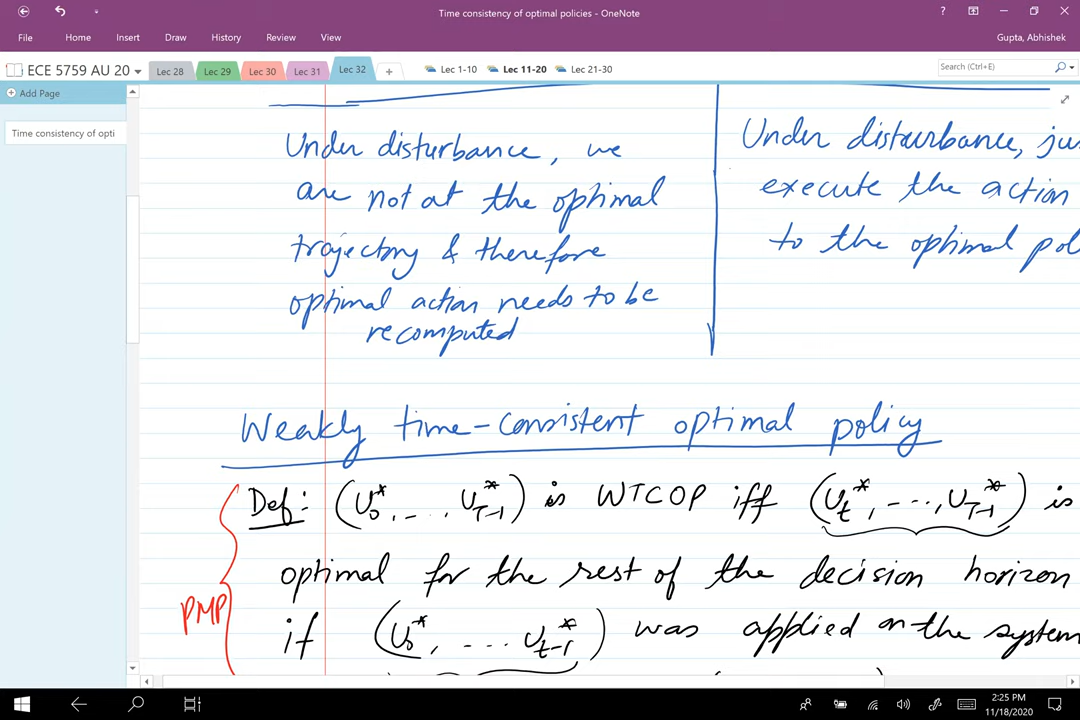 Time consistency of optimal policies - OneNote
?
File Home Insert Draw History Review View
Gupta, Abhishek
ECE 5759 AU 20 Lec 28 Lec 29 Lec 30 Lec 31 Lec 32 + Lec 1-10 Lec 11-20 Lec 21-30
Search (Ctrl+E)
Add Page
Time consistency of opti
Under disturbance, we
are not at the optimal
trajectory & therefore
optimal action needs to be
recomputed
Under disturbance, ju
execute the action
to the optimal pol
Weakly time-consistent optimal policy
Def: (U₀*, ..., U_{T-1}*) is WTCOP iff (U_t*, ..., U_{T-1}*) is
optimal for the rest of the decision horizon
PMP
if (U₀*, ... U_{t-1}*) was applied on the system
2:25 PM
11/18/2020